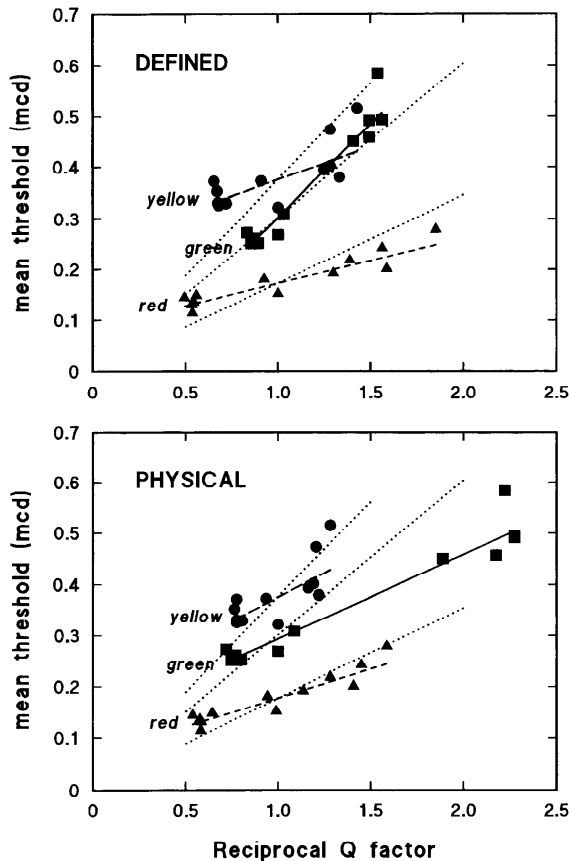 0.7
0.6
DEFINED
0.5
0.4
yellow
0.3
green
0.2
red
0.1
0
mean threshold (mcd)
0 0.5 1.0 1.5 2.0 2.5
0.7
0.6
PHYSICAL
0.5
0.4
yellow
0.3
green
0.2
red
0.1
0
mean threshold (mcd)
0 0.5 1.0 1.5 2.0 2.5
Reciprocal Q factor